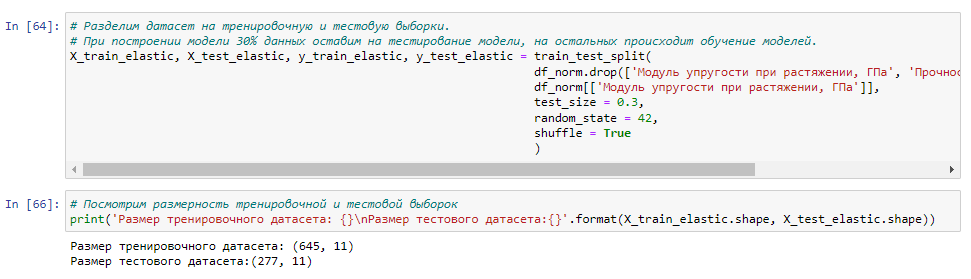 In [64]:
# Разделим датасет на тренировочную и тестовую выборки.
# При построении модели 30% данных оставим на тестирование модели, на остальных происходит обучение моделей.
X_train_elastic, X_test_elastic, y_train_elastic, y_test_elastic = train_test_split(
df_norm.drop(['Модуль упругости при растяжении, ГПа', 'Прочнос
df_norm[['Модуль упругости при растяжении, ГПа']],
test_size = 0.3,
random_state = 42,
shuffle = True
)
In [66]:
# Посмотрим размерность тренировочной и тестовой выборок
print('Размер тренировочного датасета: {}\nРазмер тестового датасета:{}'.format(X_train_elastic.shape, X_test_elastic.shape))
Размер тренировочного датасета: (645, 11)
Размер тестового датасета:(277, 11)